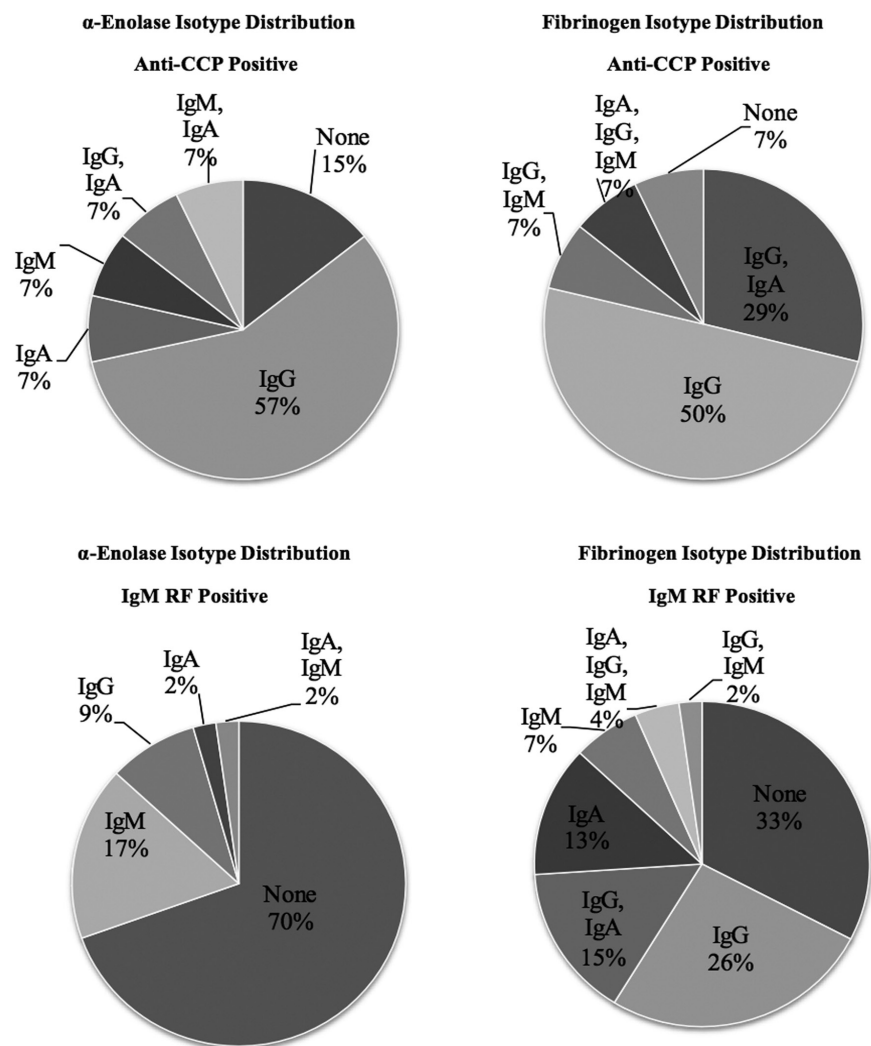 α-Enolase Isotype Distribution
Anti-CCP Positive
IgM,
IgA
7%
None
15%
IgG,
IgA
7%
IgM
7%
IgA
7%
IgG
57%
Fibrinogen Isotype Distribution
Anti-CCP Positive
IgA,
IgG,
IgM
7%
None
7%
IgG,
IgM
7%
IgG,
IgA
29%
IgG
50%
α-Enolase Isotype Distribution
IgM RF Positive
IgA
2%
IgA,
IgM
2%
IgG
9%
IgM
17%
None
70%
Fibrinogen Isotype Distribution
IgM RF Positive
IgA,
IgG,
IgM
4%
IgG,
IgM
2%
IgM
7%
None
33%
IgA
13%
IgG,
IgA
15%
IgG
26%